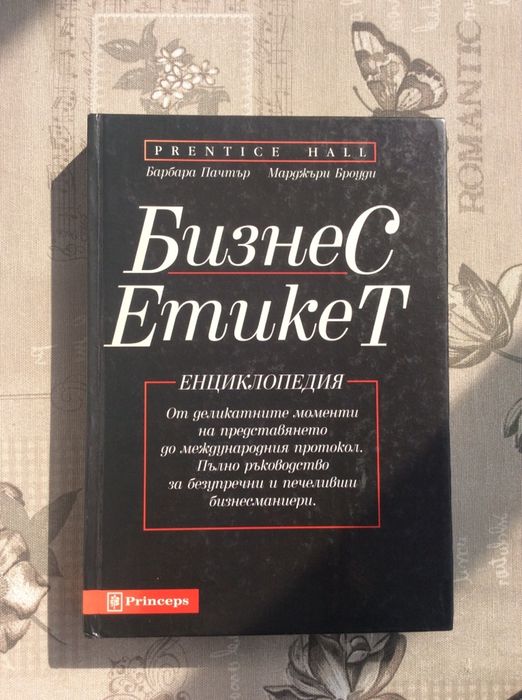 PRENTICE HALL
Барбара Пачтър Марджъри Броуди
БизнеС
ЕтикеТ
ЕНЦИКЛОПЕДИЯ
От деликатните моменти
на представянето
до международния протокол.
Пълно ръководство
за безупречни и печеливши
бизнесманиери.
Princeps
ROMANTIC